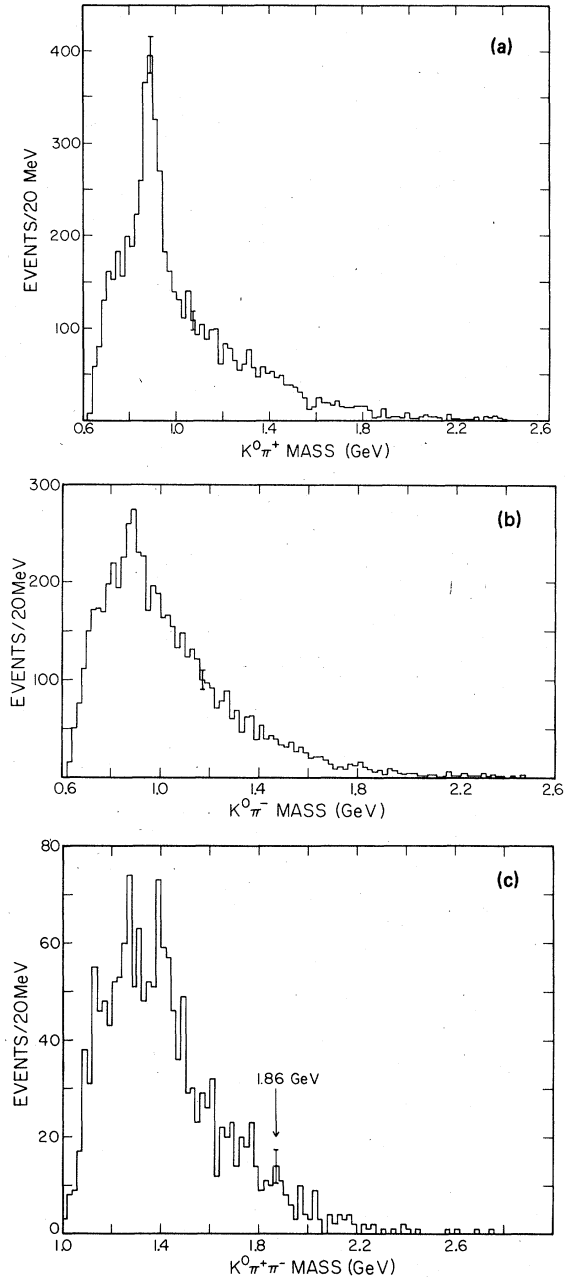 (a)
EVENTS/20 MeV
400
300
200
100
0.6 1.0 1.4 1.8 2.2 2.6
K⁰π⁺ MASS (GeV)
(b)
EVENTS/20MeV
300
200
100
0.6 1.0 1.4 1.8 2.2 2.6
K⁰π⁻ MASS (GeV)
(c)
EVENTS/20MeV
80
60
40
20
0
1.86 GeV
1.0 1.4 1.8 2.2 2.6
K⁰π⁺π⁻ MASS (GeV)